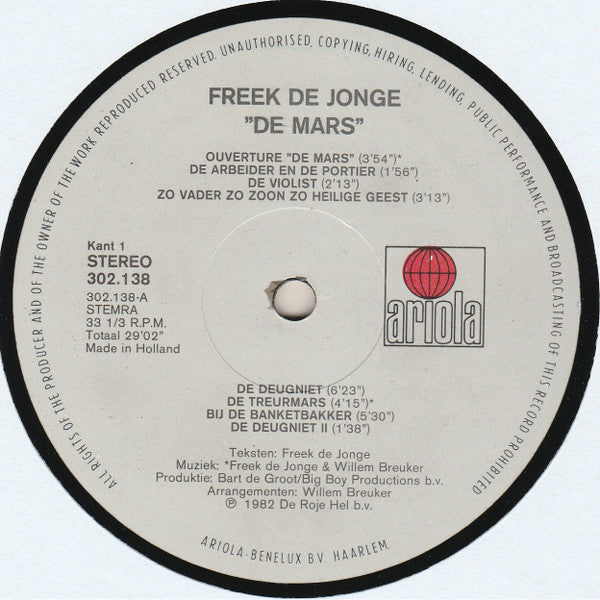 ALL RIGHTS OF THE PRODUCER AND OF THE OWNER OF THE WORK REPRODUCED RESERVED. UNAUTHORISED, COPYING, HIRING, LENDING, PUBLIC PERFORMANCE AND BROADCASTING OF THIS RECORD PROHIBITED
FREEK DE JONGE
"DE MARS"
OUVERTURE "DE MARS" (3'54")*
DE ARBEIDER EN DE PORTIER (1'56")
DE VIOLIST (2'13")
ZO VADER ZO ZOON ZO HEILIGE GEEST (3'13")
Kant 1
STEREO
302.138
302.138-A
STEMRA
33 1/3 R.P.M.
Totaal 29'02"
Made in Holland
ariola
DE DEUGNIET (6'23")
DE TREURMARS (4'15")*
BIJ DE BANKETBAKKER (5'30")
DE DEUGNIET II (1'38")
Teksten: Freek de Jonge
Muziek: *Freek de Jonge & Willem Breuker
Produktie: Bart de Groot/Big Boy Productions b.v.
Arrangementen: Willem Breuker
℗ 1982 De Roje Hel b.v.
ARIOLA-BENELUX B.V. HAARLEM.